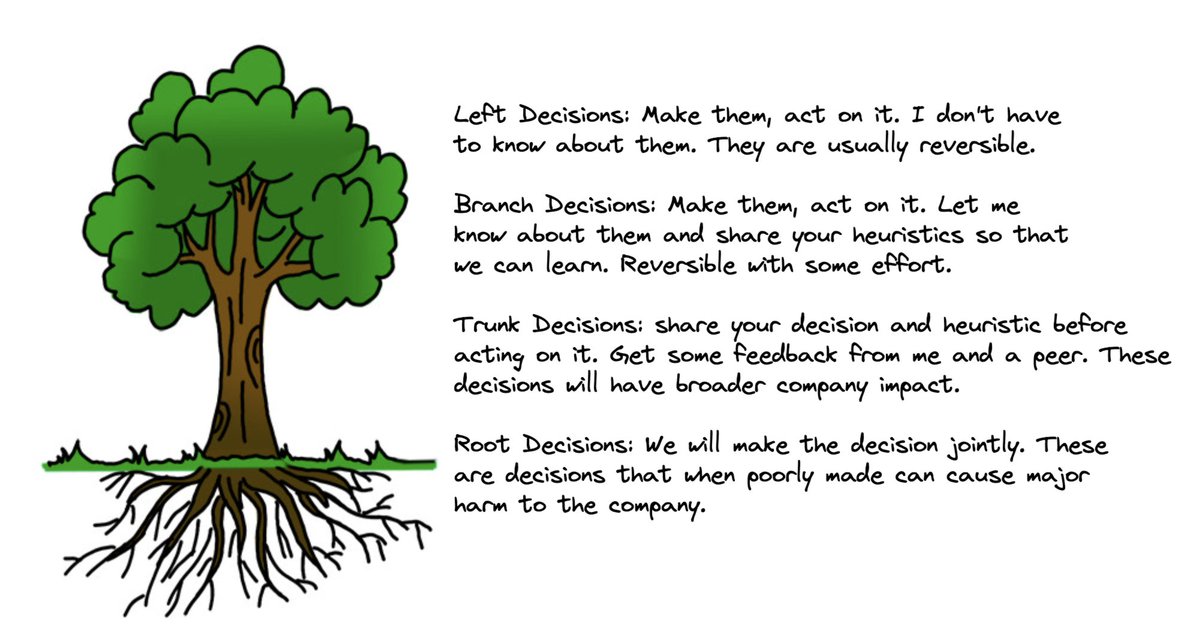 Left Decisions: Make them, act on it. I don't have
to know about them. They are usually reversible.
Branch Decisions: Make them, act on it. Let me
know about them and share your heuristics so that
we can learn. Reversible with some effort.
Trunk Decisions: share your decision and heuristic before
acting on it. Get some feedback from me and a peer. These
decisions will have broader company impact.
Root Decisions: We will make the decision jointly. These
are decisions that when poorly made can cause major
harm to the company.